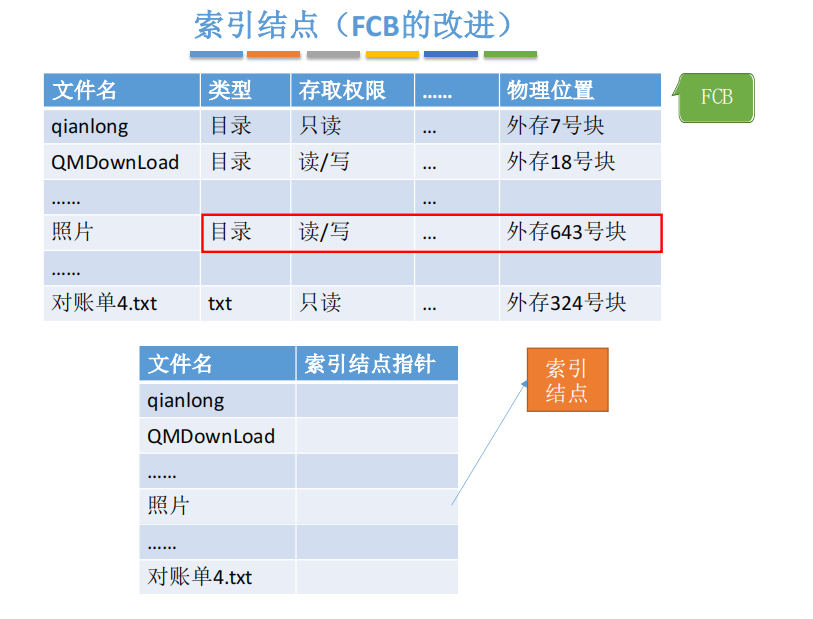 索引结点（FCB的改进）
文件名 类型 存取权限 …… 物理位置
FCB
qianlong 目录 只读 … 外存7号块
QMDownLoad 目录 读/写 … 外存18号块
…… …
照片 目录 读/写 … 外存643号块
……
对账单4.txt txt 只读 … 外存324号块
文件名 索引结点指针
索引
结点
qianlong
QMDownLoad
……
照片
……
对账单4.txt